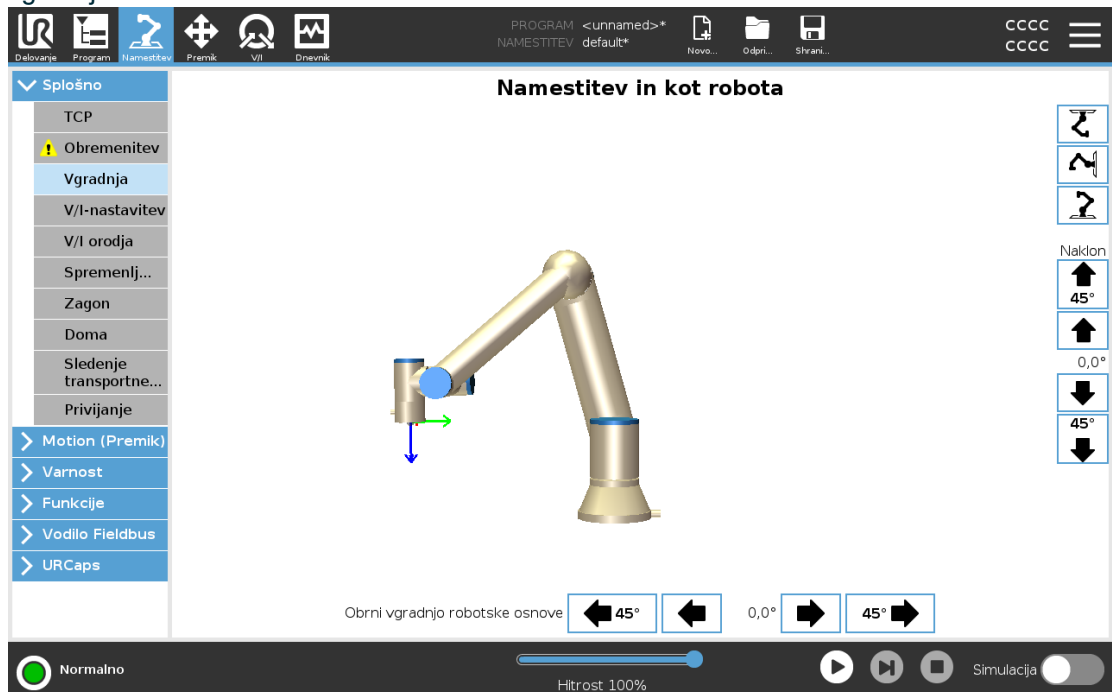 UR
PROGRAM <unnamed>*
NAMESTITEV default*
CCCC
CCCC
Delovanje Program Namestitev Premik V/I Dnevnik
Novo... Odpri... Shrani...
Splošno
TCP
Obremenitev
Vgradnja
V/I-nastavitev
V/I orodja
Spremenlj...
Zagon
Doma
Sledenje
transportne...
Privijanje
Motion (Premik)
Varnost
Funkcije
Vodilo Fieldbus
URCaps
Namestitev in kot robota
Naklon
45°
0,0°
45°
Obrni vgradnjo robotske osnove 45° 0,0° 45°
Normalno
Hitrost 100%
Simulacija